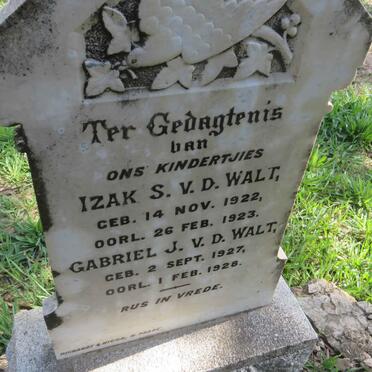 Ter Gedagtenis
van
ONS KINDERTJIES
IZAK S. V. D. WALT,
GEB. 14 NOV. 1922,
OORL. 26 FEB. 1923.
GABRIEL J. V. D. WALT,
GEB. 2 SEPT. 1927,
OORL. 1 FEB. 1928.
RUS IN VREDE.